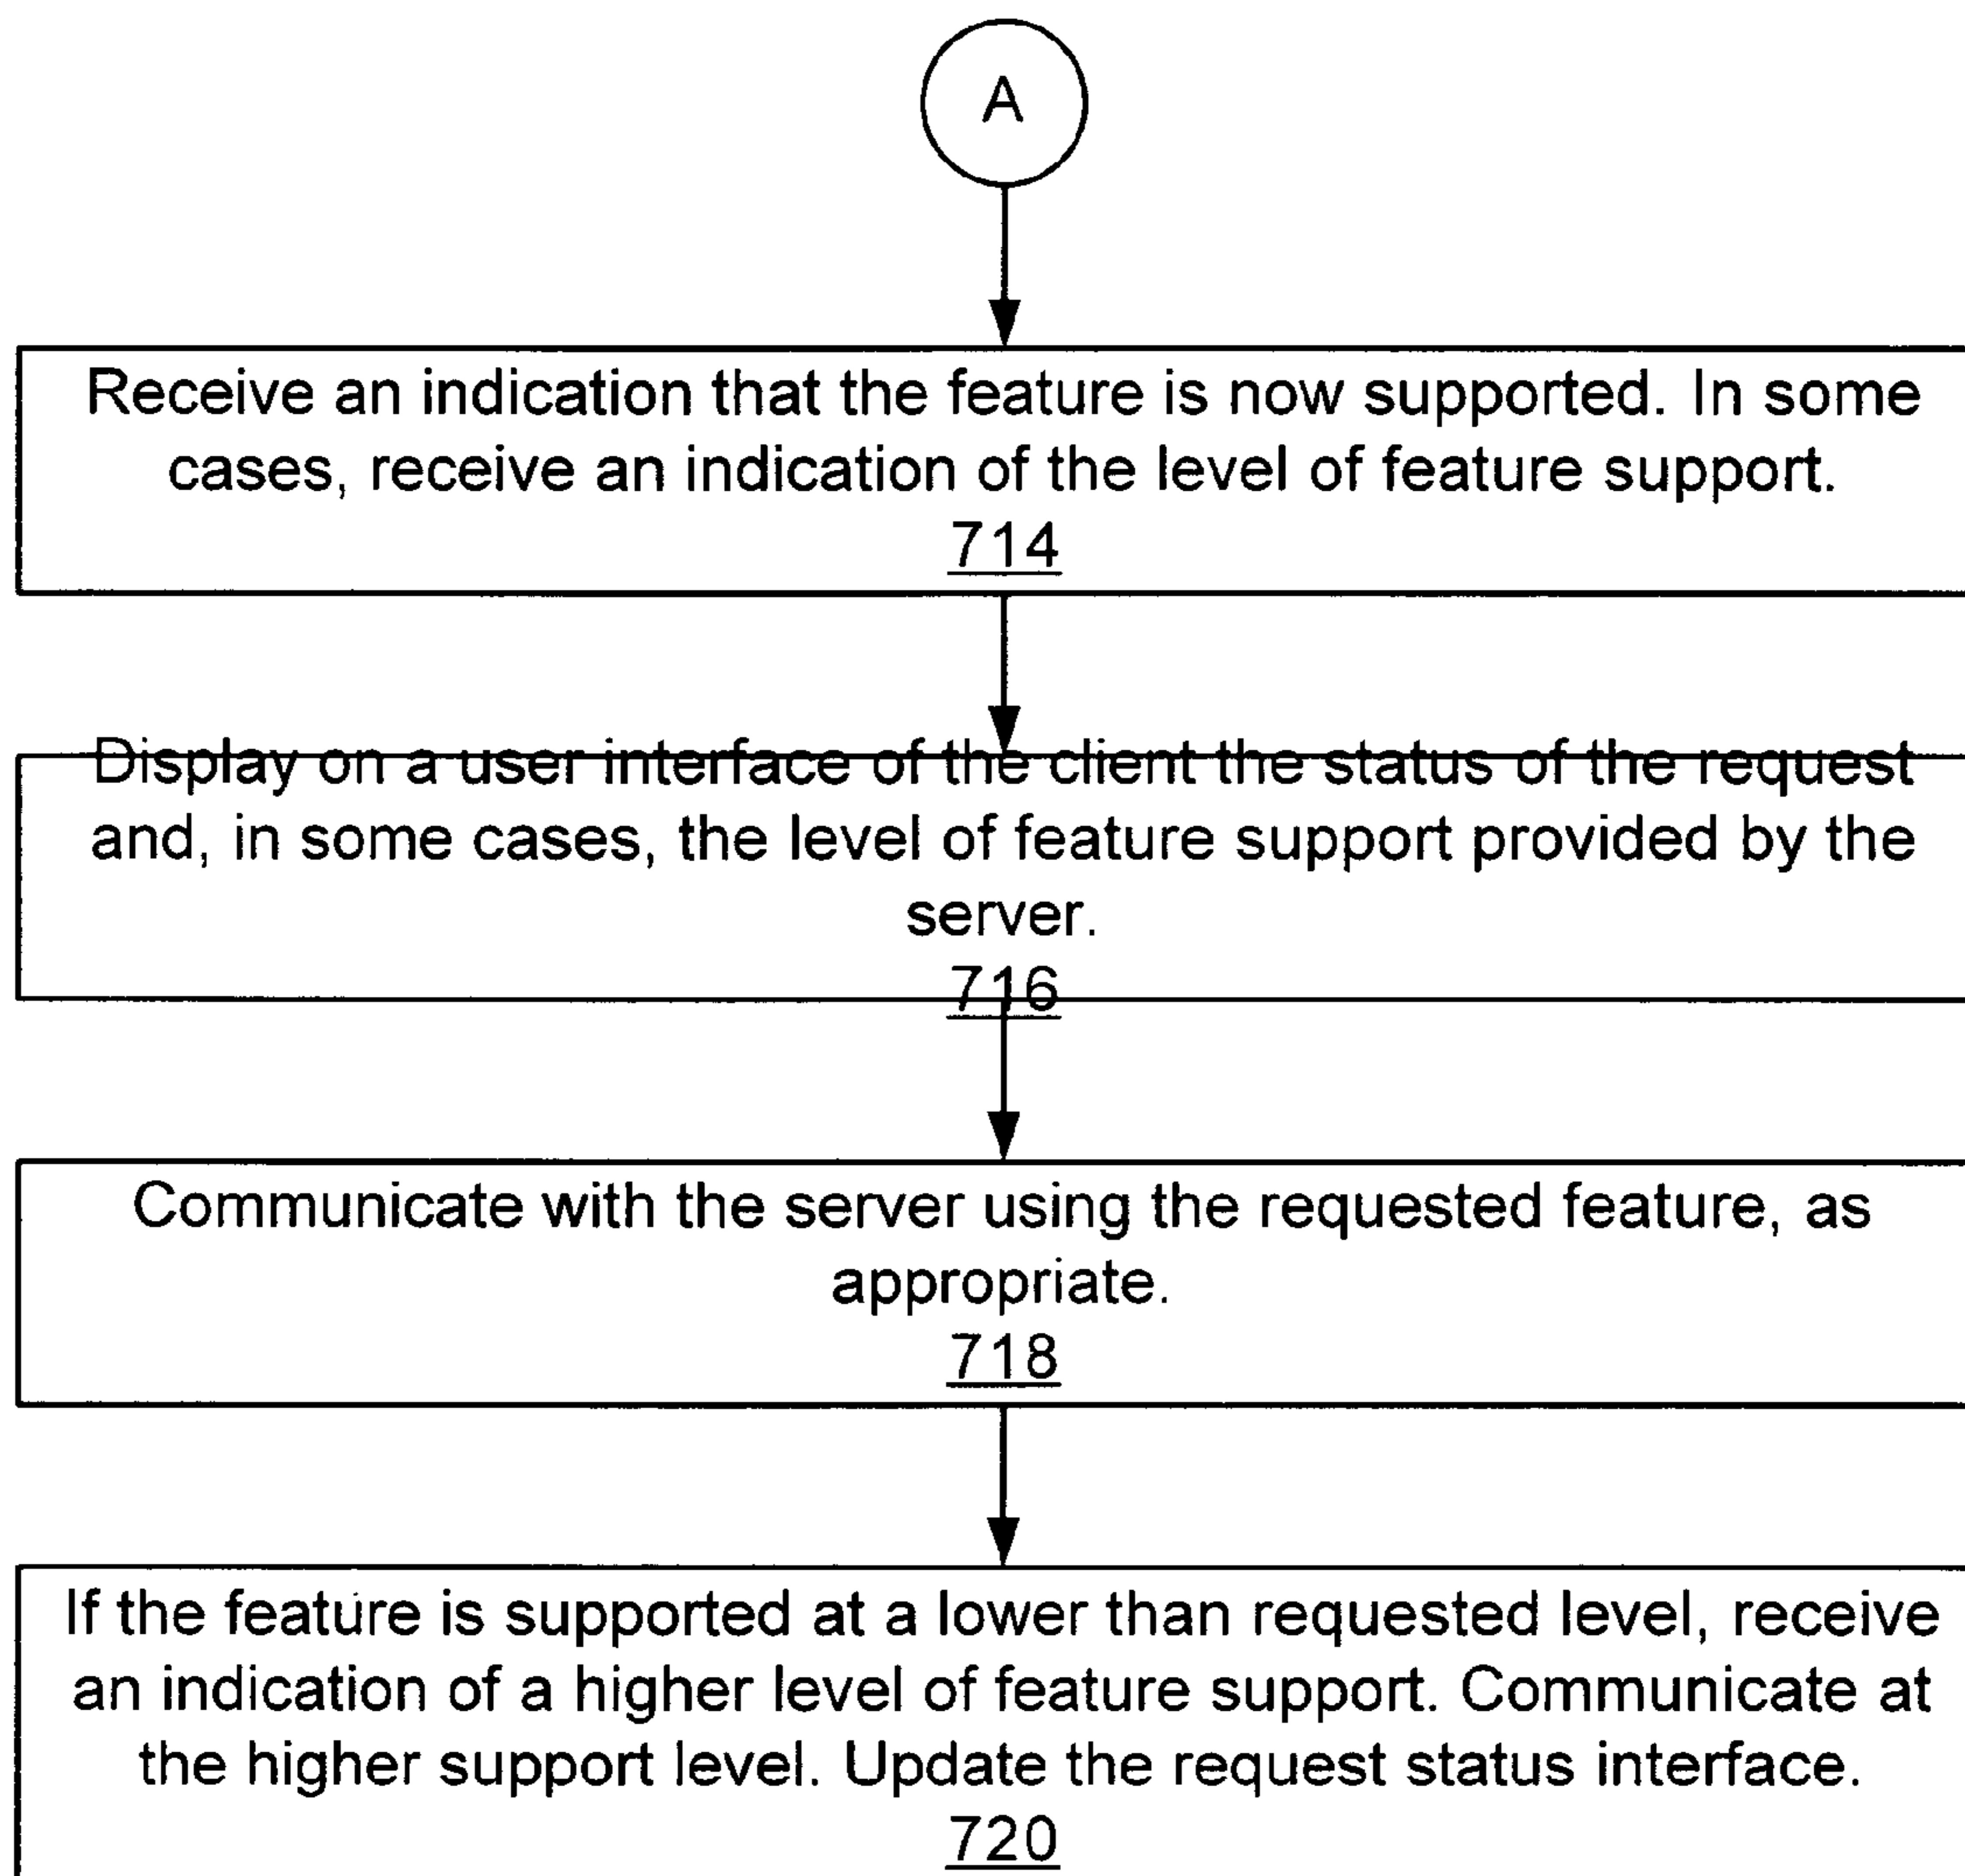 A
Receive an indication that the feature is now supported. In some
cases, receive an indication of the level of feature support.
714
Display on a user interface of the client the status of the request
and, in some cases, the level of feature support provided by the
server.
716
Communicate with the server using the requested feature, as
appropriate.
718
If the feature is supported at a lower than requested level, receive
an indication of a higher level of feature support. Communicate at
the higher support level. Update the request status interface.
720